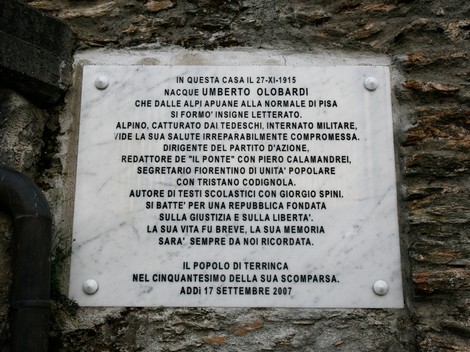 IN QUESTA CASA IL 27-XI-1915
NACQUE UMBERTO OLOBARDI
CHE DALLE ALPI APUANE ALLA NORMALE DI PISA
SI FORMO' INSIGNE LETTERATO.
ALPINO, CATTURATO DAI TEDESCHI, INTERNATO MILITARE,
VIDE LA SUA SALUTE IRREPARABILMENTE COMPROMESSA.
DIRIGENTE DEL PARTITO D'AZIONE,
REDATTORE DE "IL PONTE" CON PIERO CALAMANDREI,
SEGRETARIO FIORENTINO DI UNITA' POPOLARE
CON TRISTANO CODIGNOLA.
AUTORE DI TESTI SCOLASTICI CON GIORGIO SPINI.
SI BATTE' PER UNA REPUBBLICA FONDATA
SULLA GIUSTIZIA E SULLA LIBERTA'.
LA SUA VITA FU BREVE, LA SUA MEMORIA
SARA' SEMPRE DA NOI RICORDATA.
IL POPOLO DI TERRINCA
NEL CINQUANTESIMO DELLA SUA SCOMPARSA.
ADDì 17 SETTEMBRE 2007